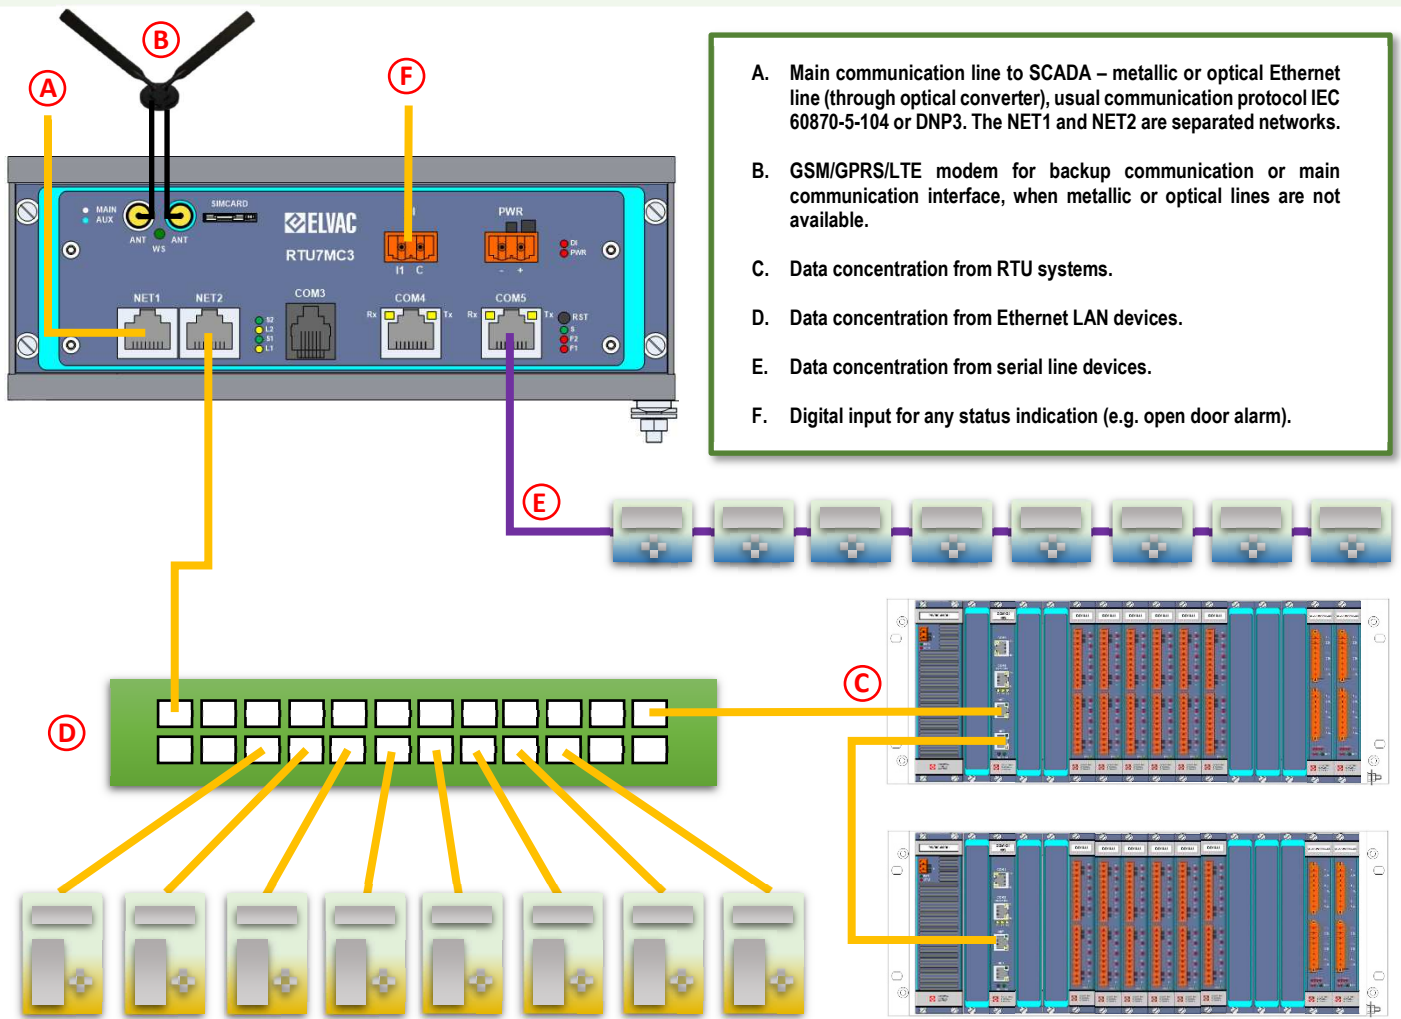 B
A
F
MAIN
AUX
SIMCARD
ANT
WS
ANT
ELVAC
RTU7MC3
I1 C
PWR
- +
DI
PWR
NET1
NET2
S2
L2
S1
L1
COM3
COM4
Rx
Tx
COM5
Rx
Tx
RST
S
F2
F1
A. Main communication line to SCADA – metallic or optical Ethernet
line (through optical converter), usual communication protocol IEC
60870-5-104 or DNP3. The NET1 and NET2 are separated networks.
B. GSM/GPRS/LTE modem for backup communication or main
communication interface, when metallic or optical lines are not
available.
C. Data concentration from RTU systems.
D. Data concentration from Ethernet LAN devices.
E. Data concentration from serial line devices.
F. Digital input for any status indication (e.g. open door alarm).
E
C
D